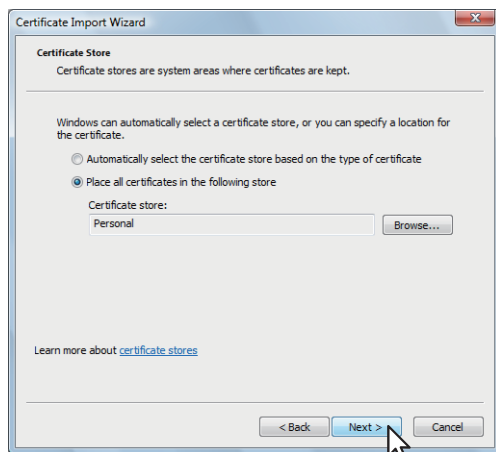 Certificate Import Wizard
Certificate Store
Certificate stores are system areas where certificates are kept.
Windows can automatically select a certificate store, or you can specify a location for
the certificate.
Automatically select the certificate store based on the type of certificate
Place all certificates in the following store
Certificate store:
Personal
Browse...
Learn more about certificate stores
< Back
Next >
Cancel